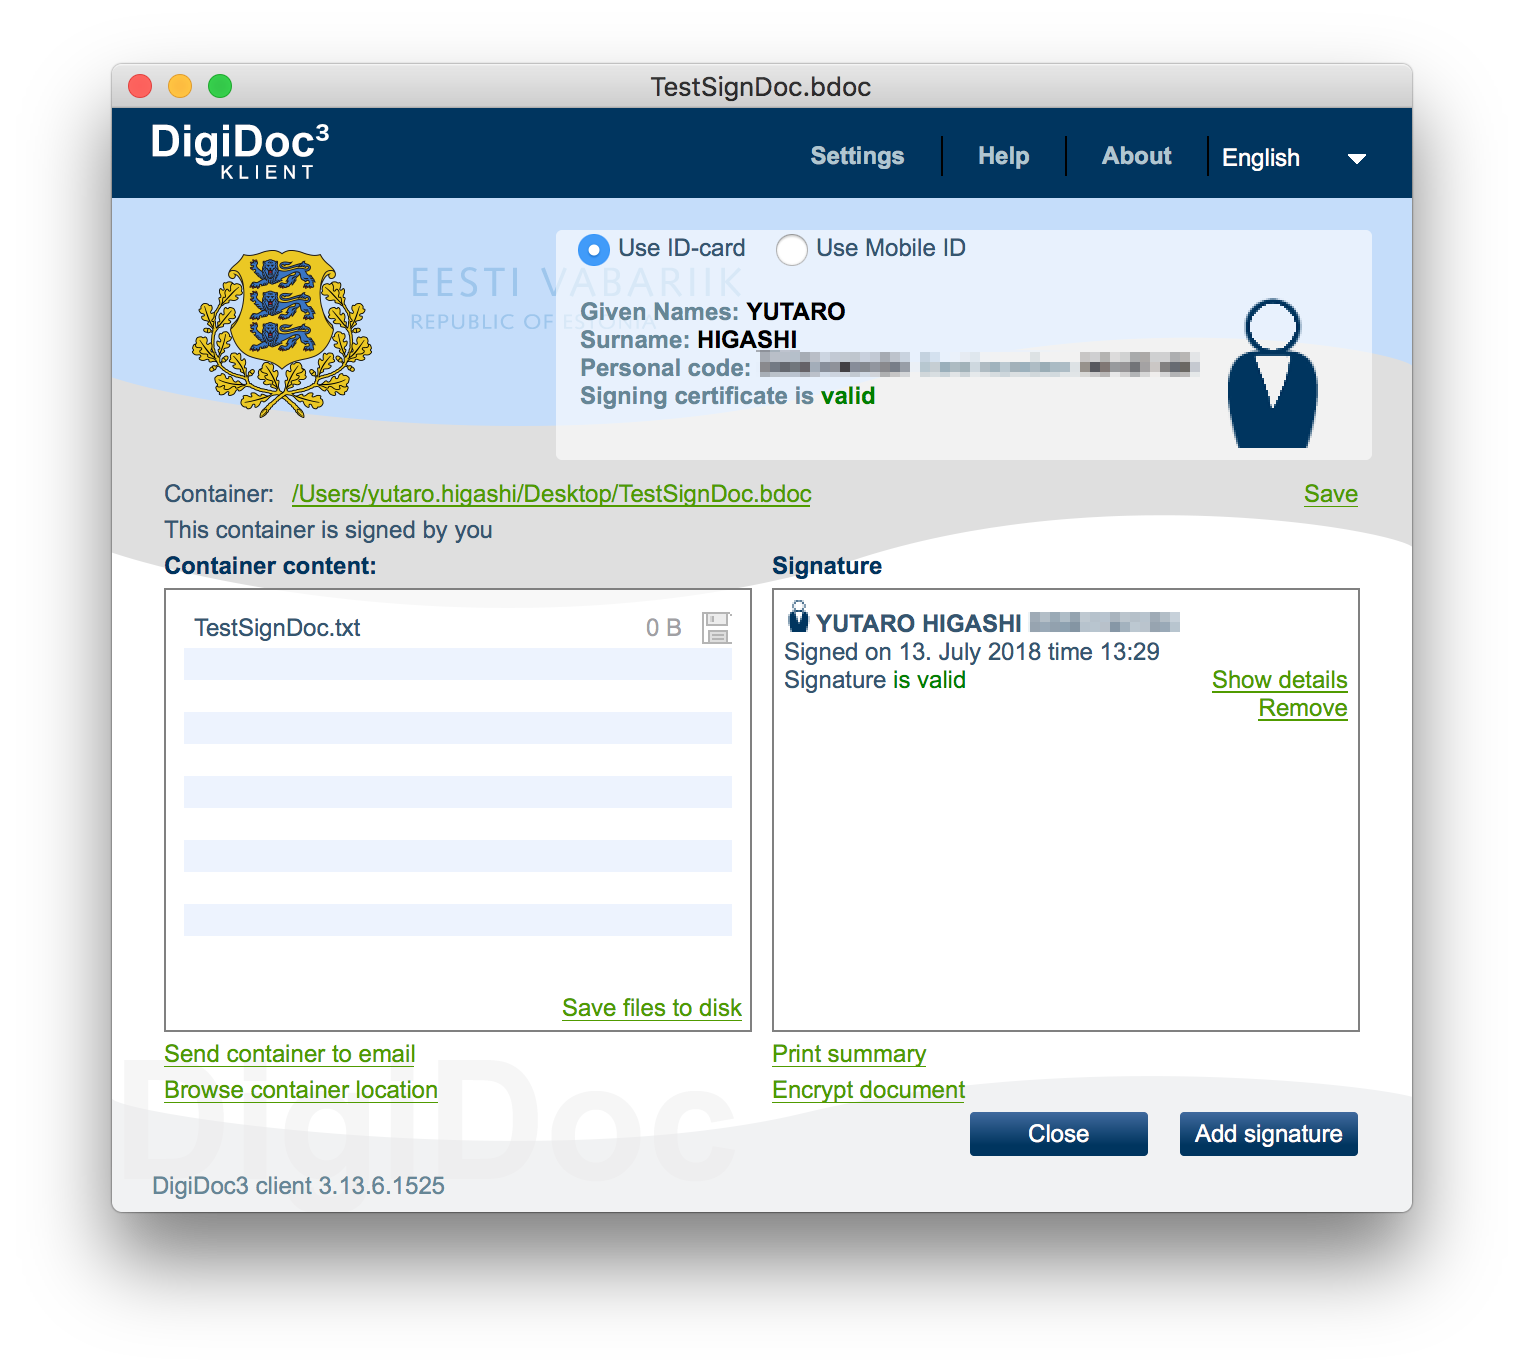 TestSignDoc.bdoc
DigiDoc3
KLIENT
Settings
Help
About
English
EESTI VABARIIK
REPUBLIC OF ESTONIA
Use ID-card
Use Mobile ID
Given Names: YUTARO
Surname: HIGASHI
Personal code:
Signing certificate is valid
Container: /Users/yutaro.higashi/Desktop/TestSignDoc.bdoc
Save
This container is signed by you
Container content:
TestSignDoc.txt 0 B
Save files to disk
Signature
YUTARO HIGASHI
Signed on 13. July 2018 time 13:29
Signature is valid
Show details
Remove
Send container to email
Browse container location
Print summary
Encrypt document
DigiDoc
Close
Add signature
DigiDoc3 client 3.13.6.1525